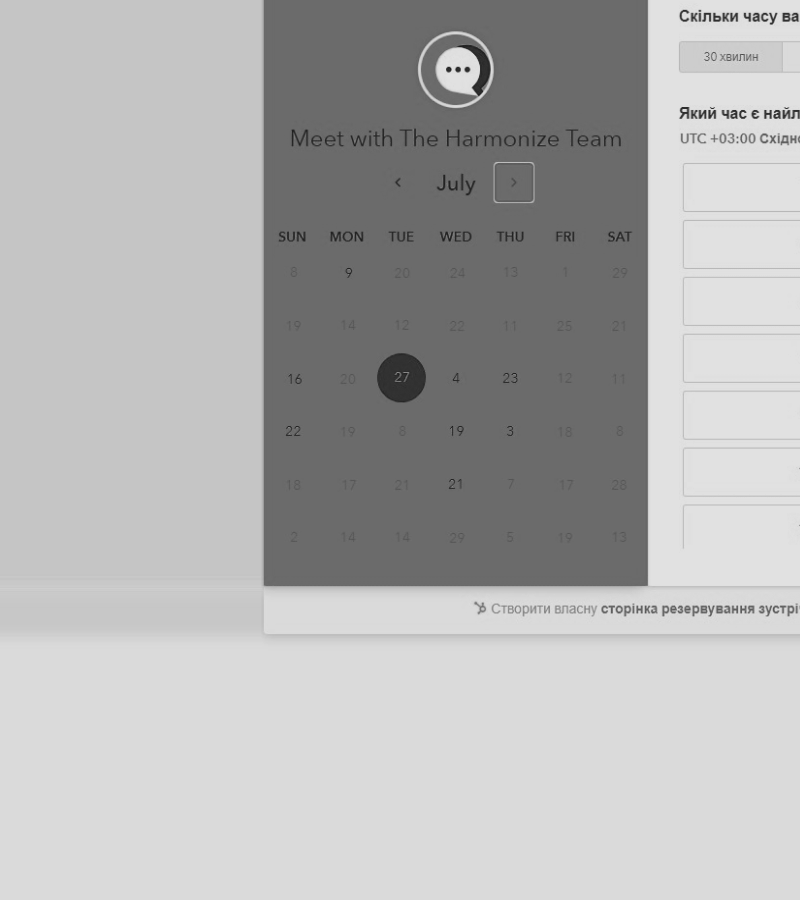 Meet with The Harmonize Team
July
SUN MON TUE WED THU FRI SAT
8 9 20 24 13 1 29
19 14 12 22 11 25 21
16 20 27 4 23 12 11
22 19 8 19 3 18 8
18 17 21 21 7 17 28
2 14 14 29 5 19 13
Скільки часу ва
30 хвилин
Який час є найл
UTC +03:00 Східно
Створити власну сторінка резервування зустрі